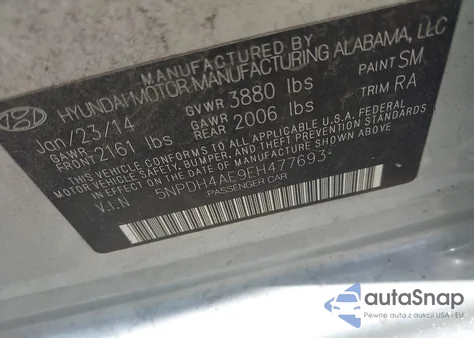 MANUFACTURED BY
HYUNDAI MOTOR MANUFACTURING ALABAMA, LLC
Jan/23/14 GVWR 3880 lbs PAINT SM
GAWR FRONT 2161 lbs GAWR REAR 2006 lbs TRIM RA
THIS VEHICLE CONFORMS TO ALL APPLICABLE U.S.A. FEDERAL
MOTOR VEHICLE SAFETY, BUMPER, AND THEFT PREVENTION STANDARDS
IN EFFECT ON THE DATE OF MANUFACTURE SHOWN ABOVE.
V.I.N 5NPDH4AE9EH477693
PASSENGER CAR
autoSnap
Pewne auta z aukcji USA i EU